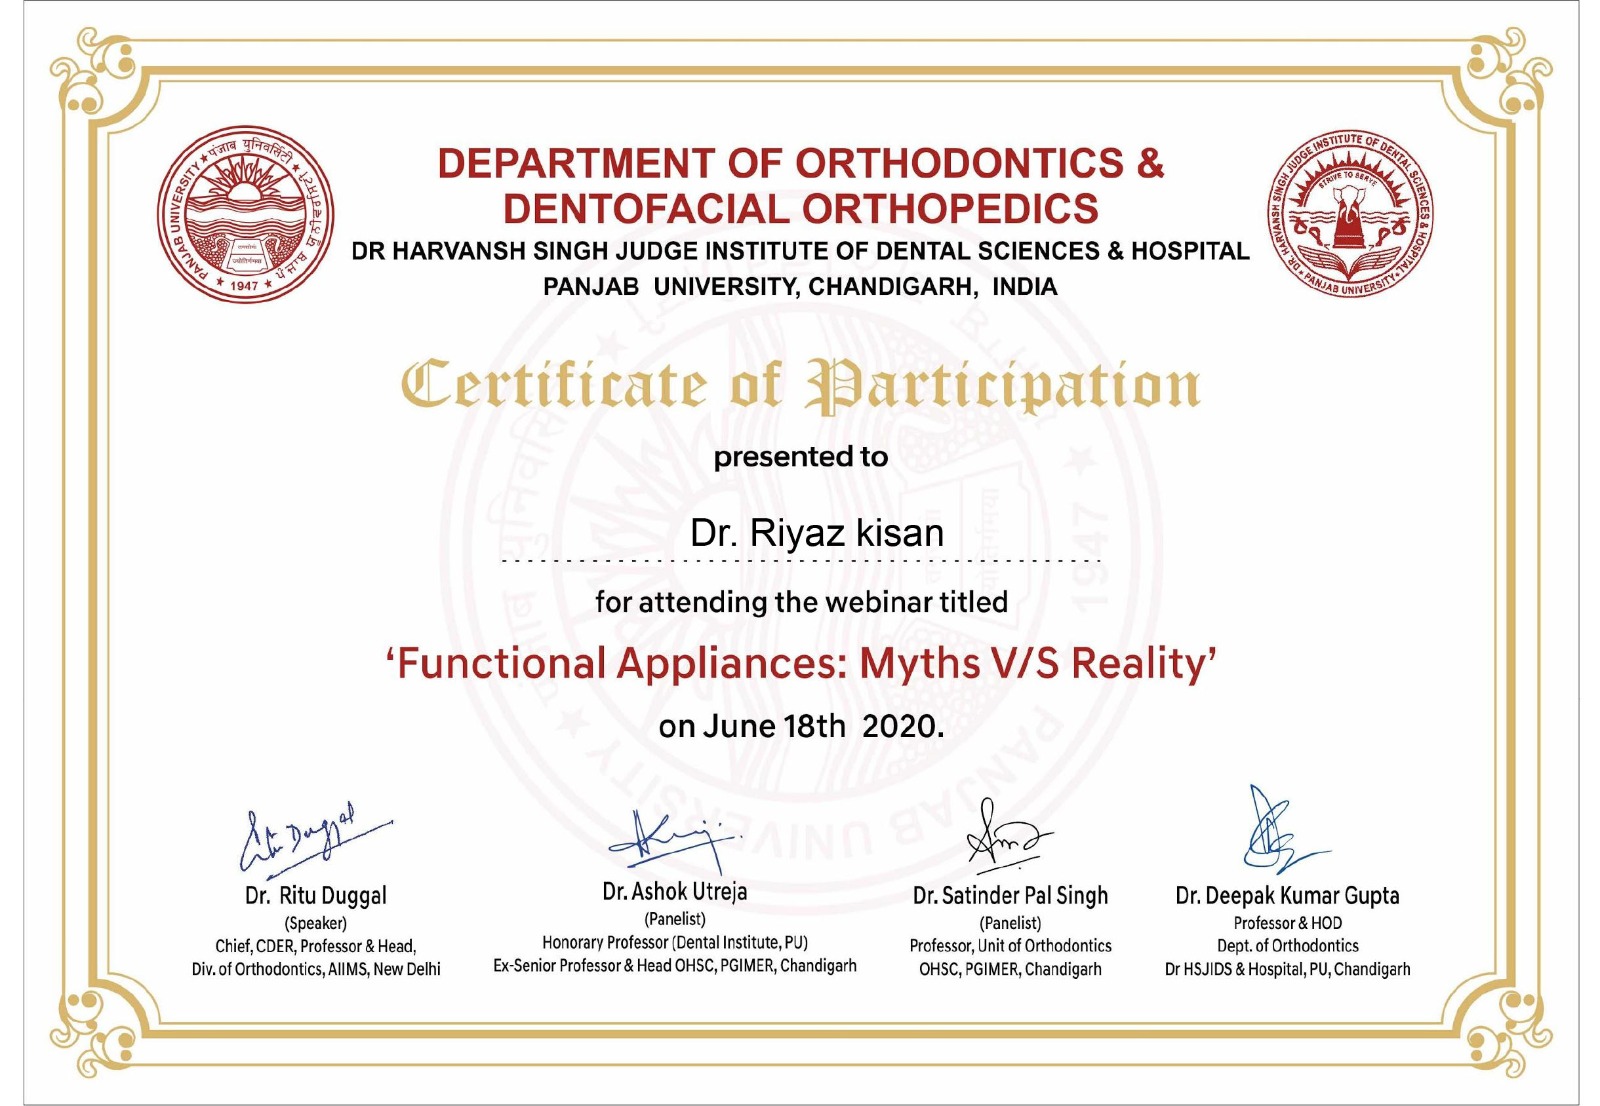 PANJAB UNIVERSITY ★ पंजाब युनिवर्सिटी ★ ਪੰਜਾਬ
★ 1947 ★
तमसोमा
ज्योतिर्गमय
DEPARTMENT OF ORTHODONTICS &
DENTOFACIAL ORTHOPEDICS
DR HARVANSH SINGH JUDGE INSTITUTE OF DENTAL SCIENCES & HOSPITAL
PANJAB UNIVERSITY, CHANDIGARH, INDIA
DR. HARVANSH SINGH JUDGE INSTITUTE OF DENTAL SCIENCES & HOSPITAL
STRIVE TO SERVE
PANJAB UNIVERSITY
Certificate of Participation
presented to
Dr. Riyaz kisan
for attending the webinar titled
‘Functional Appliances: Myths V/S Reality’
on June 18th 2020.
Dr. Ritu Duggal
(Speaker)
Chief, CDER, Professor & Head,
Div. of Orthodontics, AIIMS, New Delhi
Dr. Ashok Utreja
(Panelist)
Honorary Professor (Dental Institute, PU)
Ex-Senior Professor & Head OHSC, PGIMER, Chandigarh
Dr. Satinder Pal Singh
(Panelist)
Professor, Unit of Orthodontics
OHSC, PGIMER, Chandigarh
Dr. Deepak Kumar Gupta
Professor & HOD
Dept. of Orthodontics
Dr HSJIDS & Hospital, PU, Chandigarh